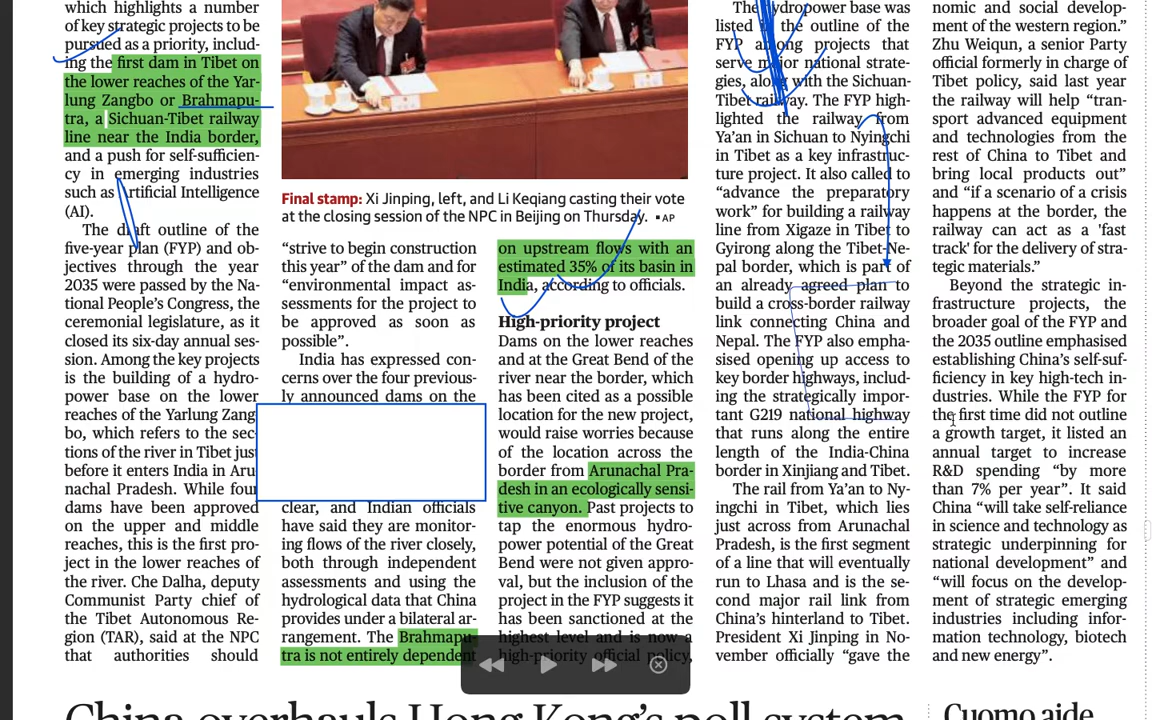 which highlights a number
of key strategic projects to be
pursued as a priority, includ-
ing the first dam in Tibet on
the lower reaches of the Yar-
lung Zangbo or Brahmapu-
tra, a Sichuan-Tibet railway
line near the India border,
and a push for self-sufficien-
cy in emerging industries
such as Artificial Intelligence
(AI).
The draft outline of the
five-year plan (FYP) and ob-
jectives through the year
2035 were passed by the Na-
tional People's Congress, the
ceremonial legislature, as it
closed its six-day annual ses-
sion. Among the key projects
is the building of a hydro-
power base on the lower
reaches of the Yarlung Zang
bo, which refers to the sec
tions of the river in Tibet just
before it enters India in Aru
nachal Pradesh. While four
dams have been approved
on the upper and middle
reaches, this is the first pro-
ject in the lower reaches of
the river. Che Dalha, deputy
Communist Party chief of
the Tibet Autonomous Re-
gion (TAR), said at the NPC
that authorities should
Final stamp: Xi Jinping, left, and Li Keqiang casting their vote
at the closing session of the NPC in Beijing on Thursday. ▪AP
"strive to begin construction
this year" of the dam and for
"environmental impact as-
sessments for the project to
be approved as soon as
possible".
India has expressed con-
cerns over the four previous-
ly announced dams on the
clear, and Indian officials
have said they are monitor-
ing flows of the river closely,
both through independent
assessments and using the
hydrological data that China
provides under a bilateral ar-
rangement. The Brahmapu-
tra is not entirely dependent
on upstream flows with an
estimated 35% of its basin in
India, according to officials.
High-priority project
Dams on the lower reaches
and at the Great Bend of the
river near the border, which
has been cited as a possible
location for the new project,
would raise worries because
of the location across the
border from Arunachal Pra-
desh in an ecologically sensi-
tive canyon. Past projects to
tap the enormous hydro-
power potential of the Great
Bend were not given appro-
val, but the inclusion of the
project in the FYP suggests it
has been sanctioned at the
highest level and is now a
high-priority official policy,
The hydropower base was
listed in the outline of the
FYP among projects that
serve major national strate-
gies, along with the Sichuan-
Tibet railway. The FYP high-
lighted the railway from
Ya'an in Sichuan to Nyingchi
in Tibet as a key infrastruc-
ture project. It also called to
"advance the preparatory
work" for building a railway
line from Xigaze in Tibet to
Gyirong along the Tibet-Ne-
pal border, which is part of
an already agreed plan to
build a cross-border railway
link connecting China and
Nepal. The FYP also empha-
sised opening up access to
key border highways, includ-
ing the strategically impor-
tant G219 national highway
that runs along the entire
length of the India-China
border in Xinjiang and Tibet.
The rail from Ya'an to Ny-
ingchi in Tibet, which lies
just across from Arunachal
Pradesh, is the first segment
of a line that will eventually
run to Lhasa and is the se-
cond major rail link from
China's hinterland to Tibet.
President Xi Jinping in No-
vember officially "gave the
nomic and social develop-
ment of the western region."
Zhu Weiqun, a senior Party
official formerly in charge of
Tibet policy, said last year
the railway will help "tran-
sport advanced equipment
and technologies from the
rest of China to Tibet and
bring local products out"
and "if a scenario of a crisis
happens at the border, the
railway can act as a 'fast
track' for the delivery of stra-
tegic materials."
Beyond the strategic in-
frastructure projects, the
broader goal of the FYP and
the 2035 outline emphasised
establishing China's self-suf-
ficiency in key high-tech in-
dustries. While the FYP for
the first time did not outline
a growth target, it listed an
annual target to increase
R&D spending "by more
than 7% per year". It said
China "will take self-reliance
in science and technology as
strategic underpinning for
national development" and
"will focus on the develop-
ment of strategic emerging
industries including infor-
mation technology, biotech
and new energy".
China overhauls Hong Kong's poll system
Cuomo aide